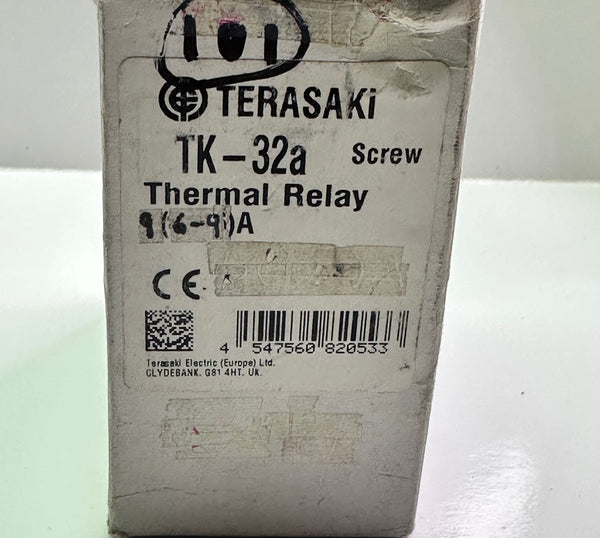 101
TERASAKI
TK-32a Screw
Thermal Relay
9(6-9)A
CE
4 547560 820533
Terasaki Electric (Europe) Ltd.
CLYDEBANK. G81 4HT. UK.